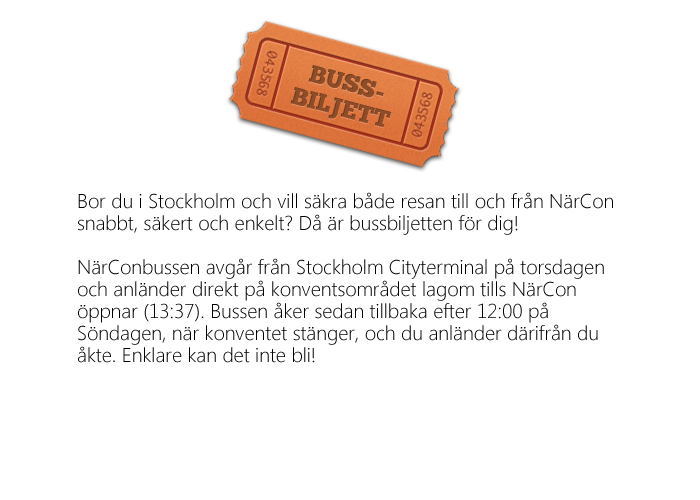 043568
BUSS-
BILJETT
043568
Bor du i Stockholm och vill säkra både resan till och från NärCon
snabbt, säkert och enkelt? Då är bussbiljetten för dig!
NärConbussen avgår från Stockholm Cityterminal på torsdagen
och anländer direkt på konventsområdet lagom tills NärCon
öppnar (13:37). Bussen åker sedan tillbaka efter 12:00 på
Söndagen, när konventet stänger, och du anländer därifrån du
åkte. Enklare kan det inte bli!